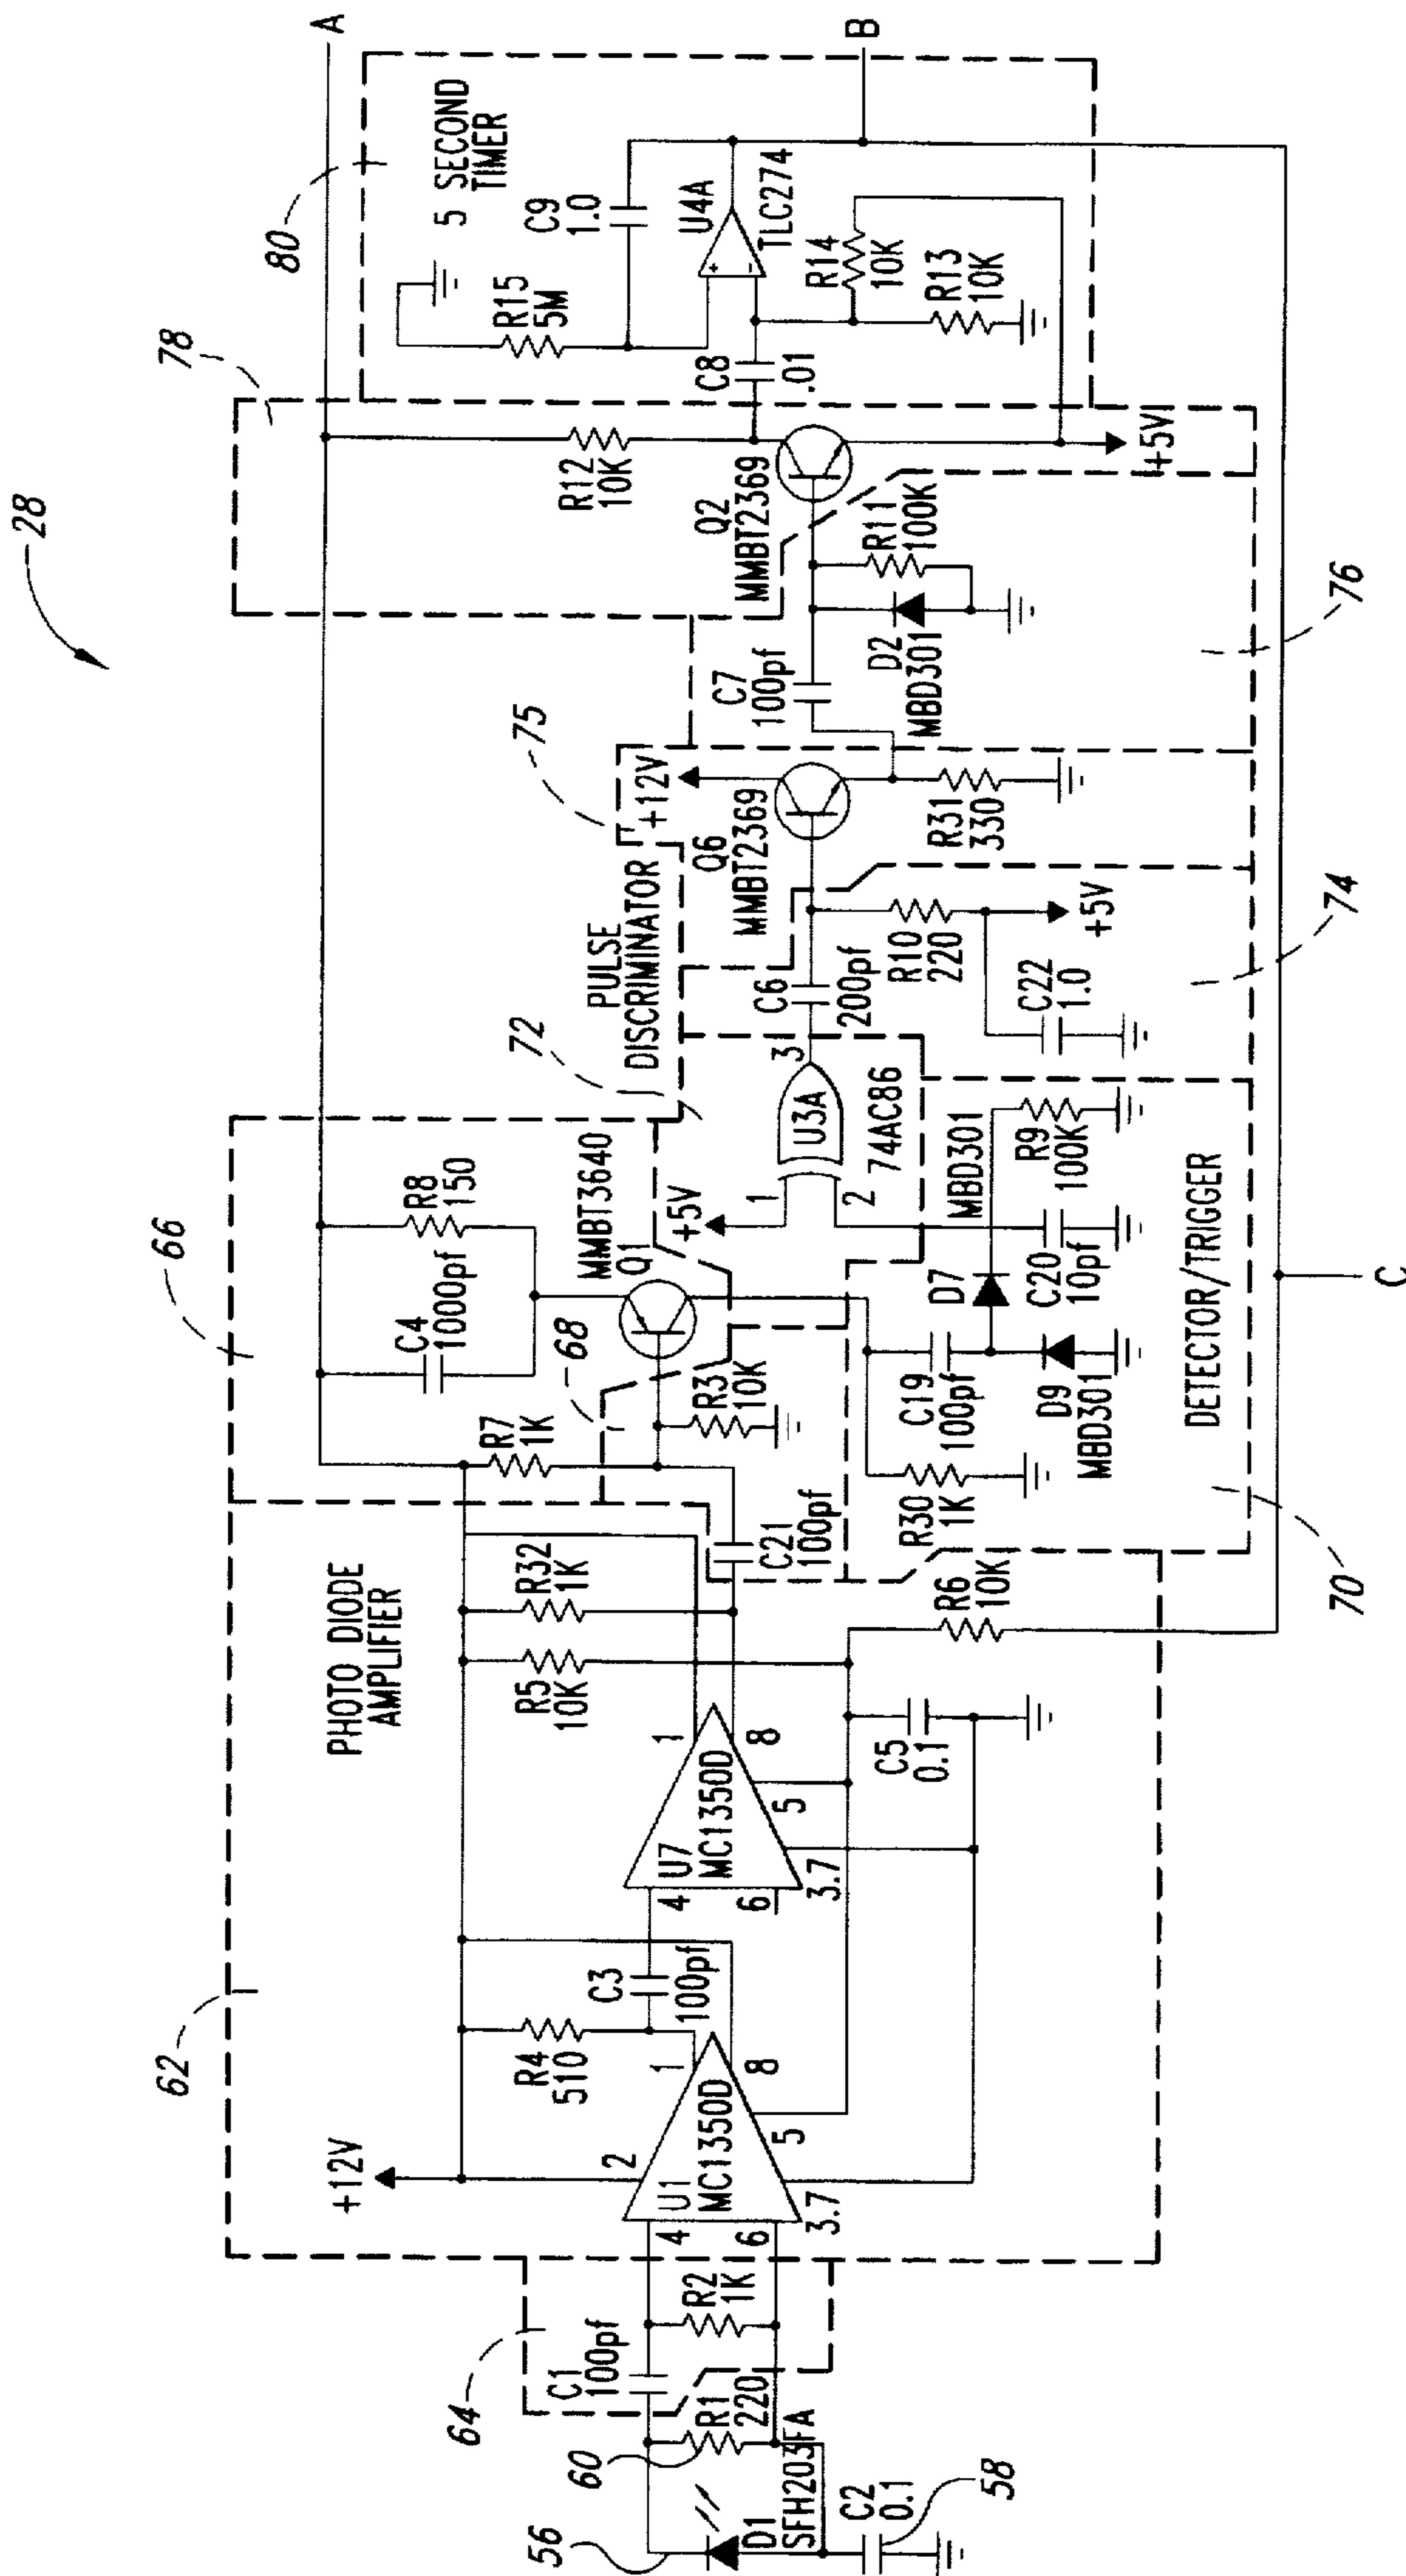 28
62
66
78
80
PHOTO DIODE
AMPLIFIER
+12V
64
C1
100pf
R1
220
60
R2
1K
56
D1
SFH203FA
C2
0.1
58
4
6
U1
MC1350D
2
1
8
5
3.7
R4
510
C3
100pf
4
6
U7
MC1350D
1
8
5
3.7
R5
10K
R32
1K
C5
0.1
R6
10K
C21
100pf
R7
1K
68
R3
10K
C4
1000pf
R8
150
MMBT3640
Q1
R30
1K
C19
100pf
D9
MBD301
D7
MBD301
R9
100K
C20
10pf
DETECTOR/TRIGGER
70
+5V
1
2
3
U3A
74AC86
72
PULSE
DISCRIMINATOR
C6
200pf
R10
220
C22
1.0
+5V
74
75
+12V
Q6
MMBT2369
R31
330
C7
100pf
D2
MBD301
R11
100K
76
Q2
MMBT2369
R12
10K
+5V
C8
.01
5 SECOND
TIMER
R15
5M
C9
1.0
U4A
+
-
TLC274
R14
10K
R13
10K
A
B
C